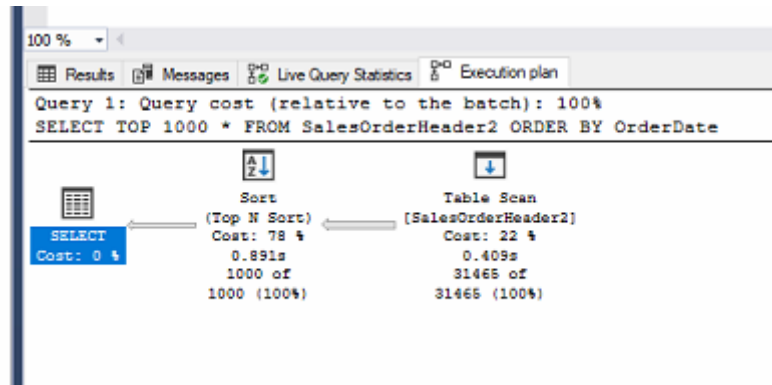 100 %
Results Messages Live Query Statistics Execution plan
Query 1: Query cost (relative to the batch): 100%
SELECT TOP 1000 * FROM SalesOrderHeader2 ORDER BY OrderDate
SELECT
Cost: 0 %
Sort
(Top N Sort)
Cost: 78 %
0.891s
1000 of
1000 (100%)
Table Scan
[SalesOrderHeader2]
Cost: 22 %
0.409s
31465 of
31465 (100%)